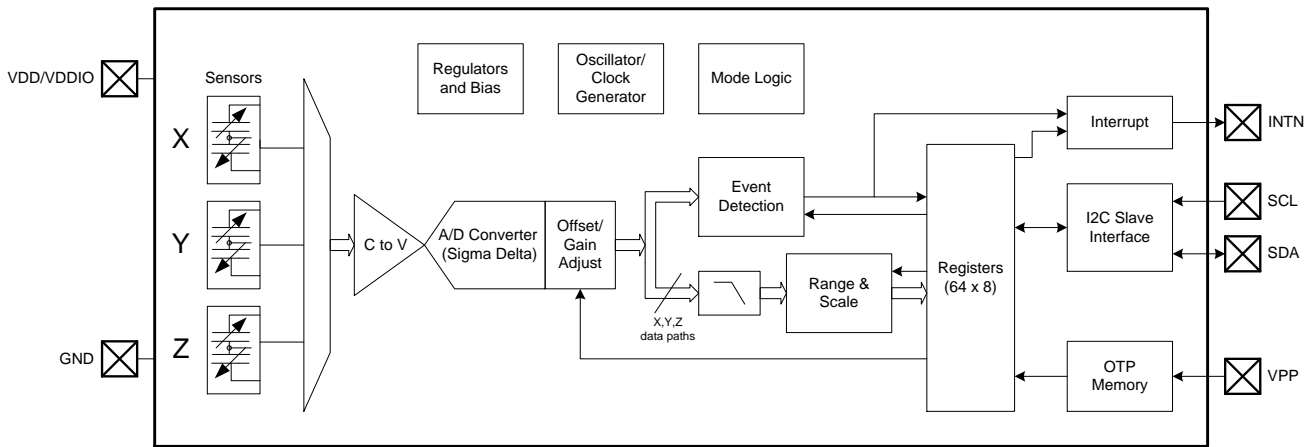 VDD/VDDIO
GND
Sensors
X
Y
Z
Regulators
and Bias
Oscillator/
Clock
Generator
Mode Logic
C to V
A/D Converter
(Sigma Delta)
Offset/
Gain
Adjust
Event
Detection
X,Y,Z
data paths
Range &
Scale
Registers
(64 x 8)
Interrupt
I2C Slave
Interface
OTP
Memory
INTN
SCL
SDA
VPP